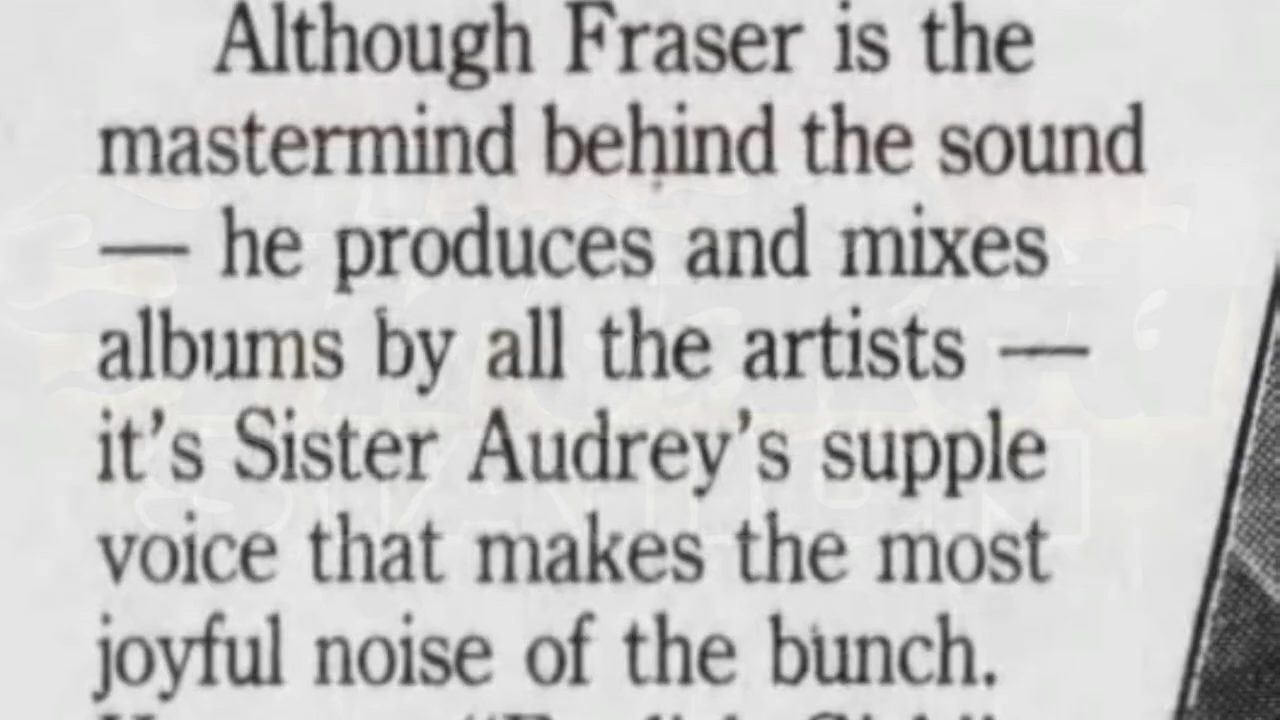 Although Fraser is the
mastermind behind the sound
— he produces and mixes
albums by all the artists —
it's Sister Audrey's supple
voice that makes the most
joyful noise of the bunch.